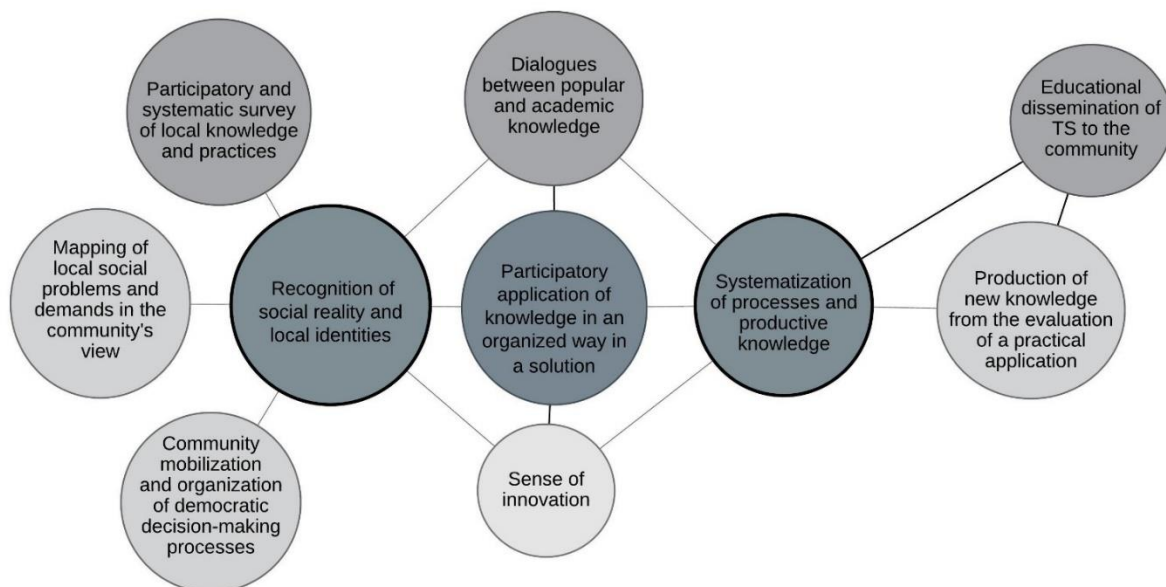 Participatory and
systematic survey
of local knowledge
and practices
Dialogues
between popular
and academic
knowledge
Educational
dissemination of
TS to the
community
Mapping of
local social
problems and
demands in the
community's
view
Recognition of
social reality and
local identities
Participatory
application of
knowledge in an
organized way in
a solution
Systematization
of processes and
productive
knowledge
Production of
new knowledge
from the evaluation
of a practical
application
Community
mobilization
and organization
of democratic
decision-making
processes
Sense of
innovation